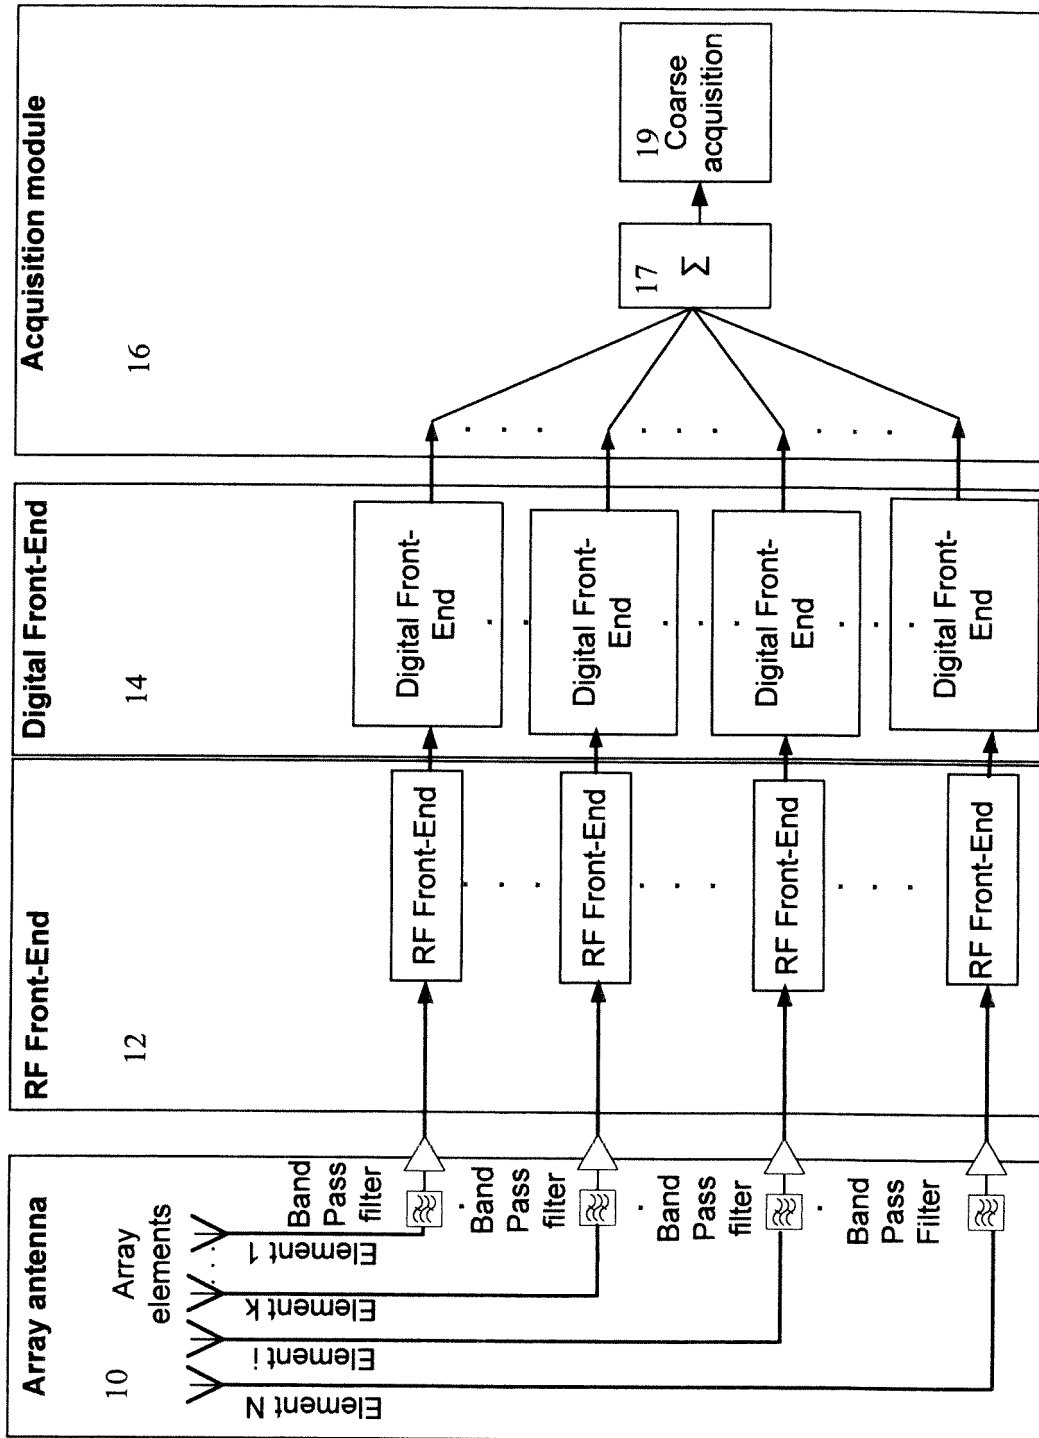 Array antenna
10
Array
elements
Element 1
Element k
Element i
Element N
Band
Pass
filter
Band
Pass
filter
Band
Pass
filter
Band
Pass
Filter
RF Front-End
12
RF Front-End
RF Front-End
RF Front-End
RF Front-End
Digital Front-End
14
Digital Front-
End
Digital Front-
End
Digital Front-
End
Digital Front-
End
Acquisition module
16
17
Σ
19
Coarse
acquisition